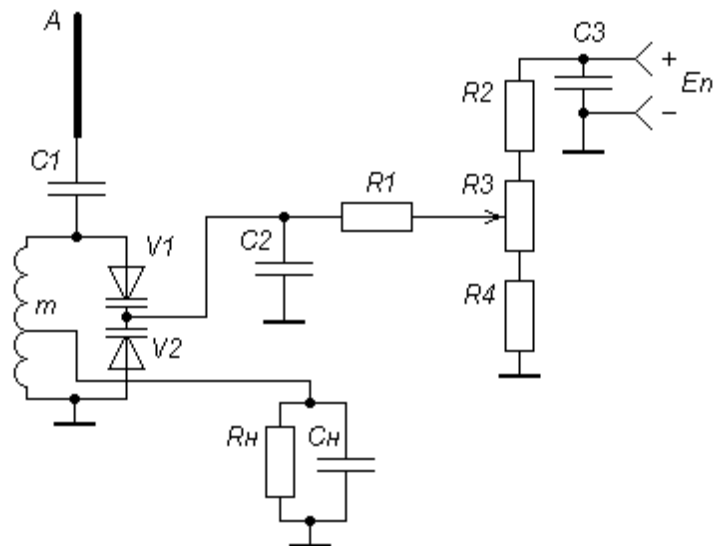 A
C3
+
R2
Eп
−
C1
R1
R3
V1
C2
R4
m
V2
Rн
Cн